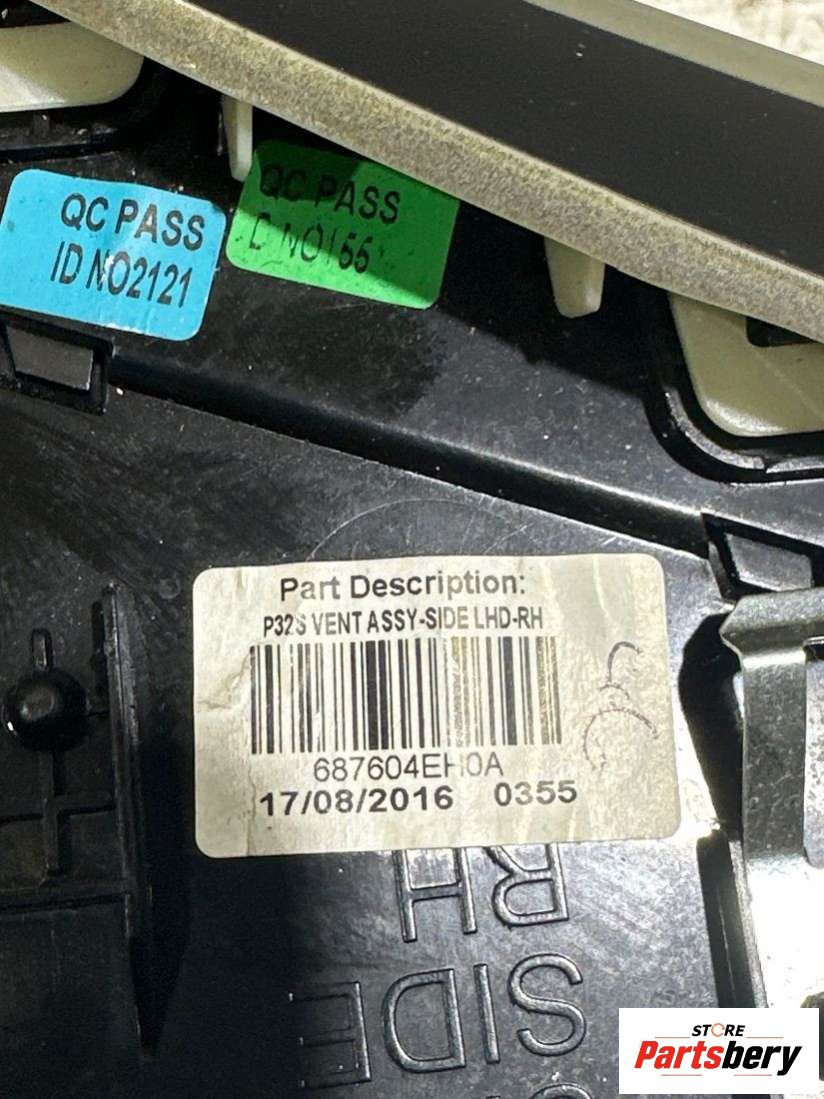 QC PASS
ID NO2121
QC PASS
D NO155
Part Description:
P32S VENT ASSY-SIDE LHD-RH
687604EH0A
17/08/2016 0355
RH
SIDE
STORE
Partsbery